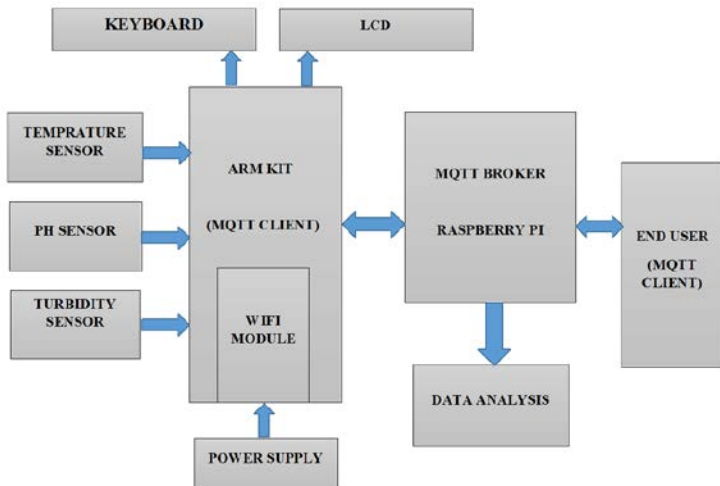 KEYBOARD
LCD
TEMPRATURE
SENSOR
ARM KIT
(MQTT CLIENT)
MQTT BROKER
RASPBERRY PI
PH SENSOR
END USER
(MQTT
CLIENT)
TURBIDITY
SENSOR
WIFI
MODULE
DATA ANALYSIS
POWER SUPPLY